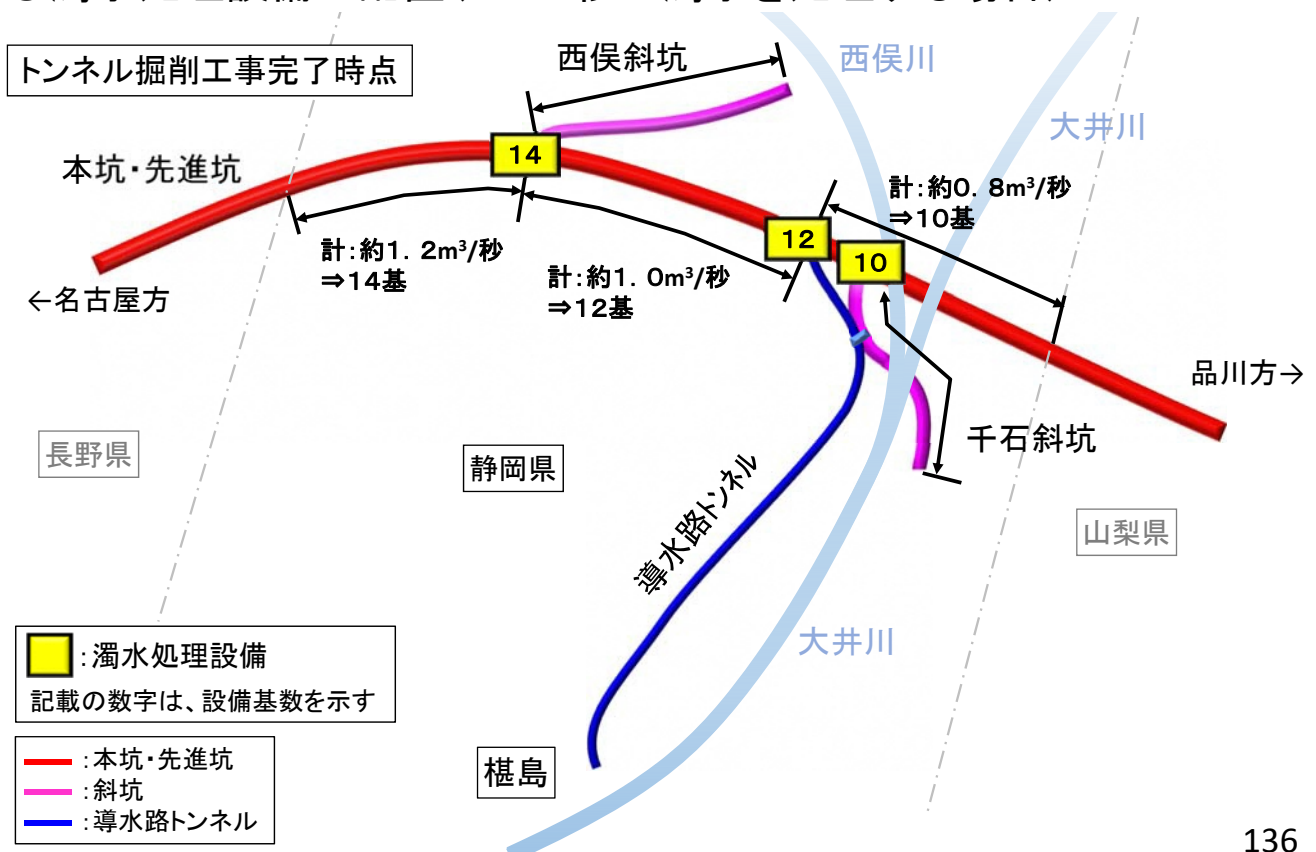 トンネル掘削工事完了時点
西俣斜坑
西俣川
大井川
本坑・先進坑
14
計:約1.2m³/秒
⇒14基
計:約1.0m³/秒
⇒12基
12
10
計:約0.8m³/秒
⇒10基
←名古屋方
品川方→
長野県
静岡県
千石斜坑
山梨県
導水路トンネル
大井川
:濁水処理設備
記載の数字は、設備基数を示す
:本坑・先進坑
:斜坑
:導水路トンネル
椹島
136